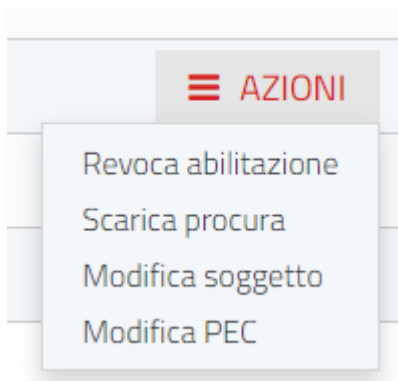 AZIONI
Revoca abilitazione
Scarica procura
Modifica soggetto
Modifica PEC